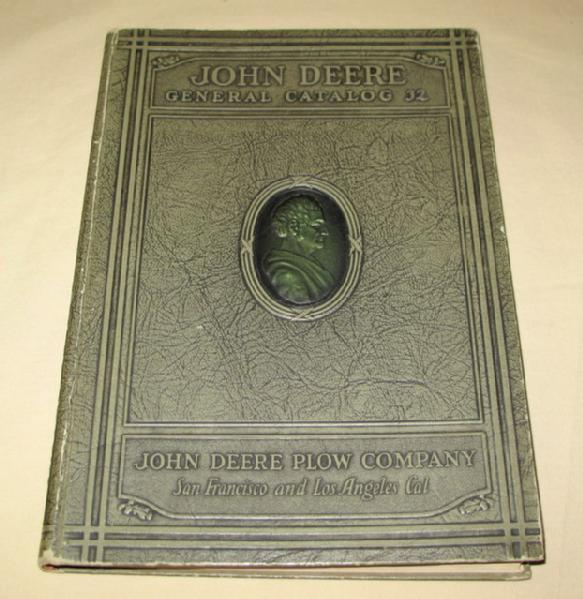 JOHN DEERE
GENERAL CATALOG 32
JOHN DEERE PLOW COMPANY
San Francisco and Los Angeles Cal